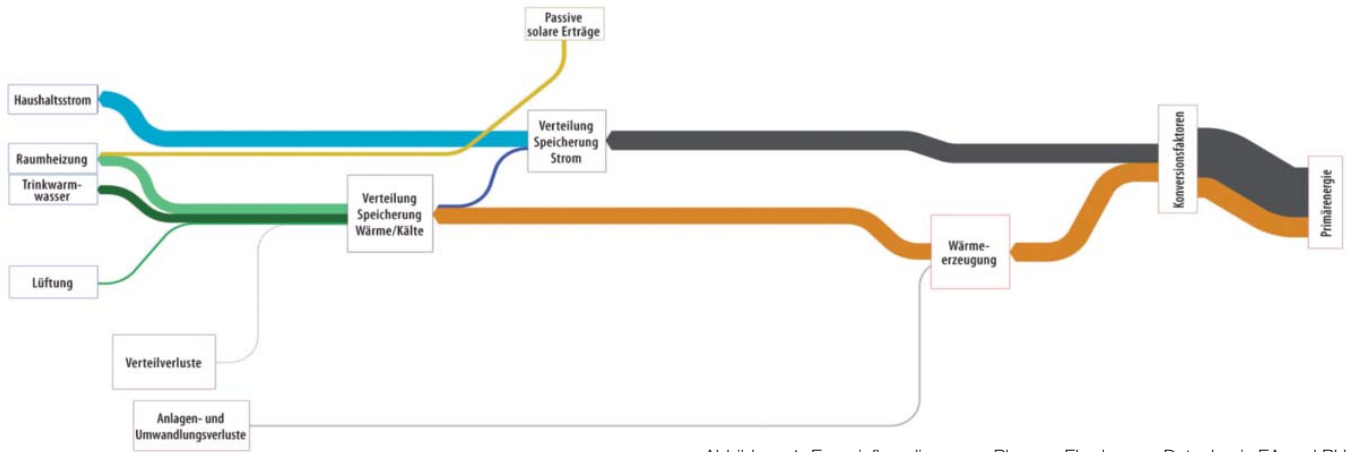 Passive
solare Erträge
Haushaltsstrom
Verteilung
Speicherung
Strom
Konversionsfaktoren
Raumheizung
Trinkwarm-
wasser
Verteilung
Speicherung
Wärme/Kälte
Primärenergie
Wärme-
erzeugung
Lüftung
Verteilverluste
Anlagen- und
Umwandlungsverluste